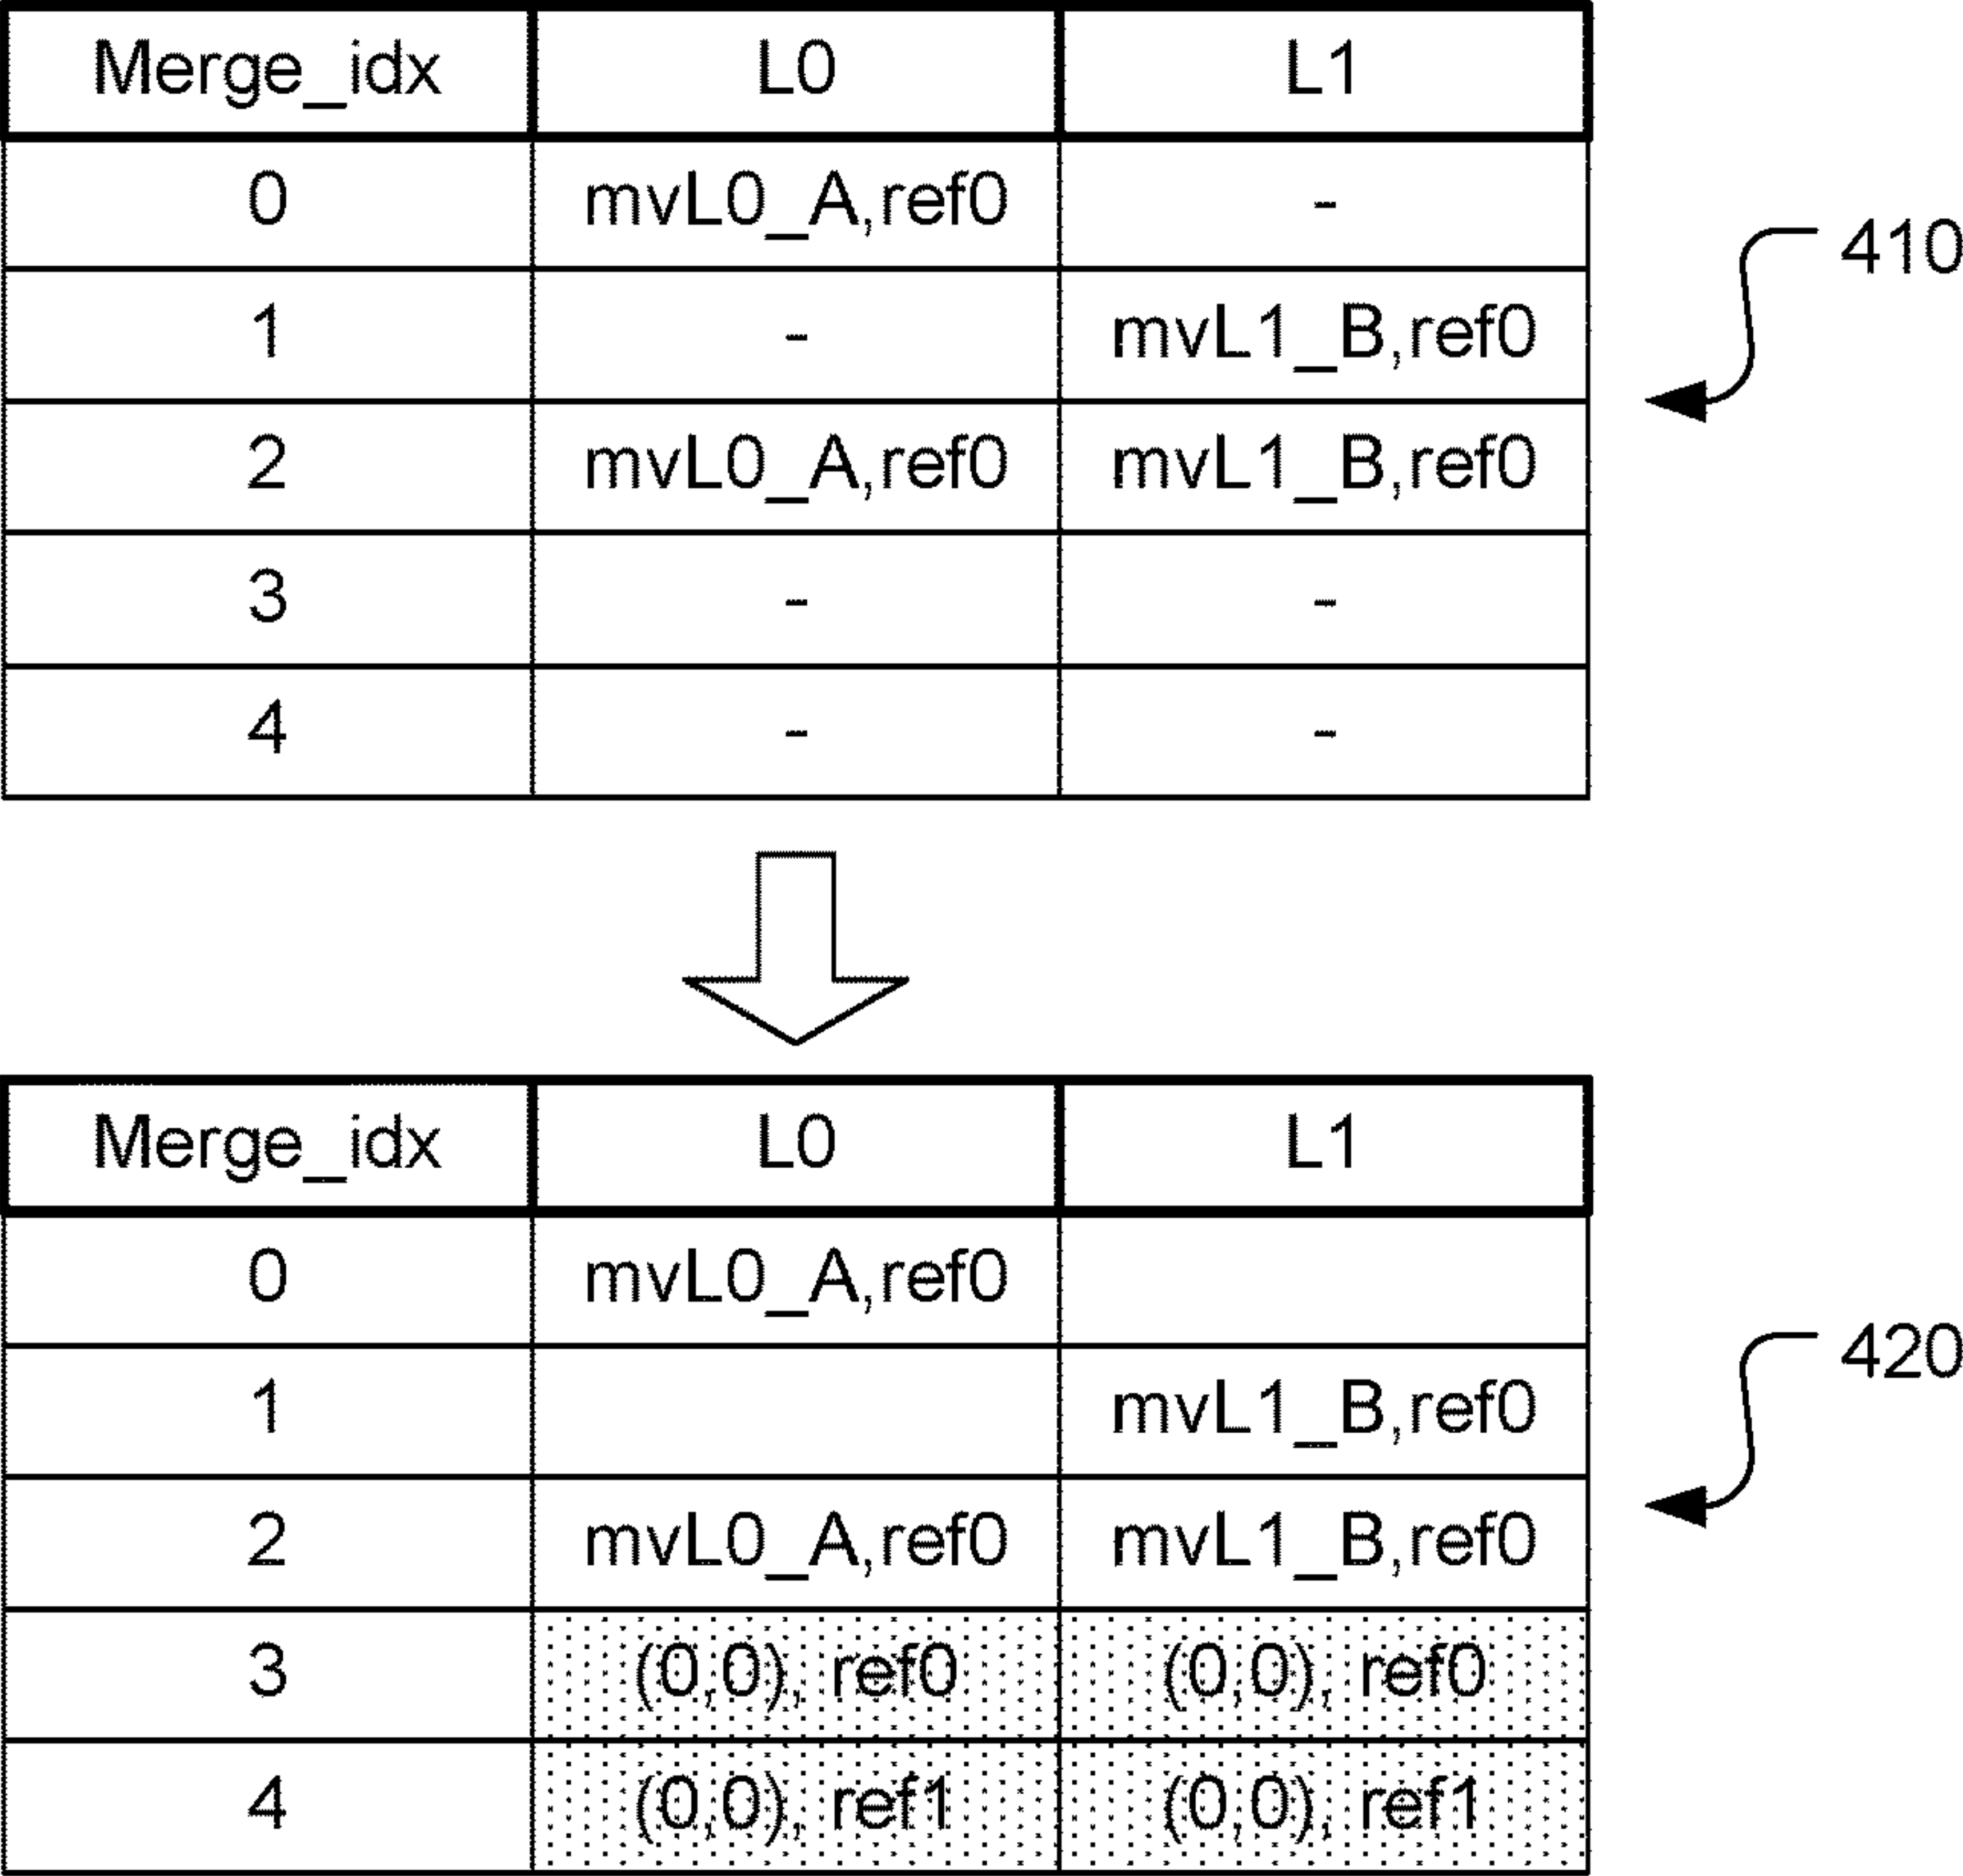 Merge_idx L0 L1
0 mvL0_A,ref0 -
1 - mvL1_B,ref0
410
2 mvL0_A,ref0 mvL1_B,ref0
3 - -
4 - -
Merge_idx L0 L1
0 mvL0_A,ref0
1 mvL1_B,ref0
420
2 mvL0_A,ref0 mvL1_B,ref0
3 (0,0), ref0 (0,0), ref0
4 (0,0), ref1 (0,0), ref1